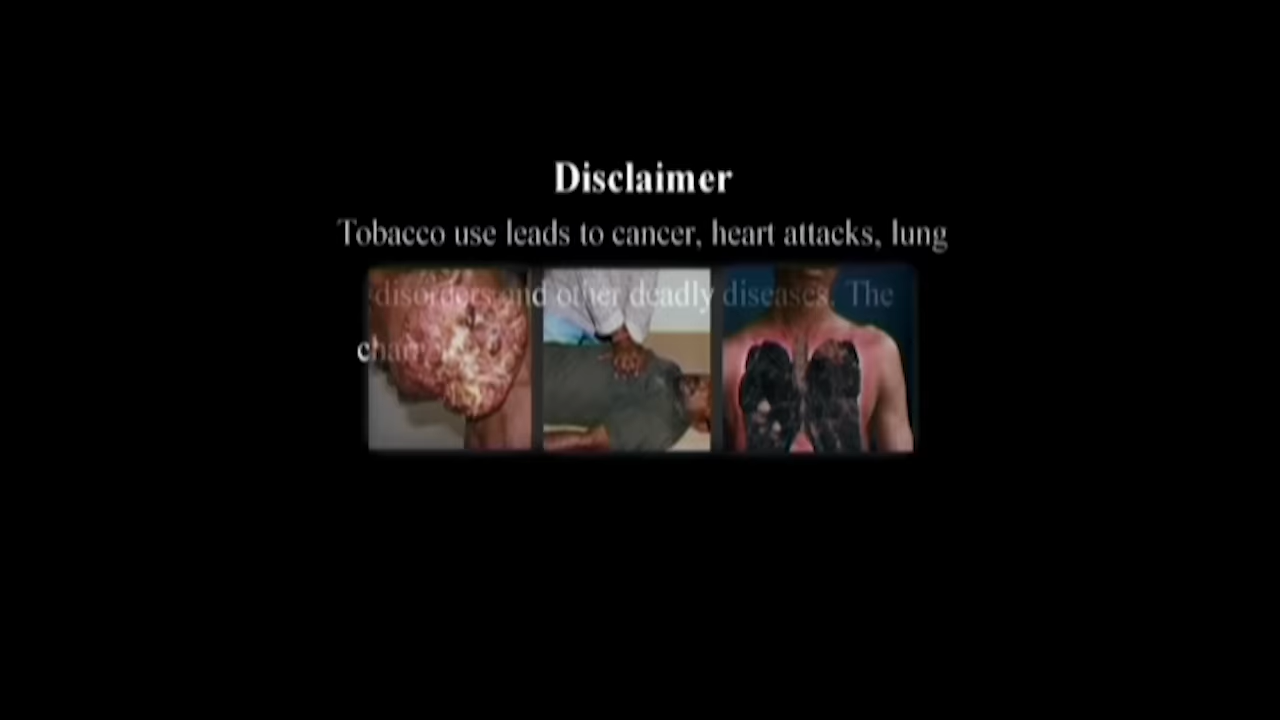 Disclaimer
Tobacco use leads to cancer, heart attacks, lung
disorders and other deadly diseases. The